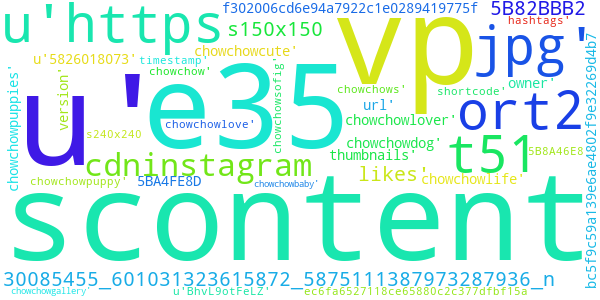 u'https
f302006cd6e94a7922c1e0289419775f
5B82BBB2
hashtags'
s150x150
vp
jpg'
chowchowcute'
u'5826018073'
timestamp'
chowchow'
owner'
version'
chowchowpuppies'
u'
e35
chowchowsofig'
chowchows'
shortcode'
url'
ort2
chowchowlove'
chowchowlover'
s240x240
chowchowdog'
t51
5B8A46E8
cdninstagram
thumbnails'
likes'
chowchowlife'
chowchowpuppy'
5BA4FE8D
chowchowbaby'
scontent
bc5f9c59a139e6ae4802f9e32269d4b7
30085455_601031323615872_5875111387973287936_n
chowchowgallery'
u'BhvL9otFeLZ'
ec6fa6527118ce65880c2c377dfbf15a